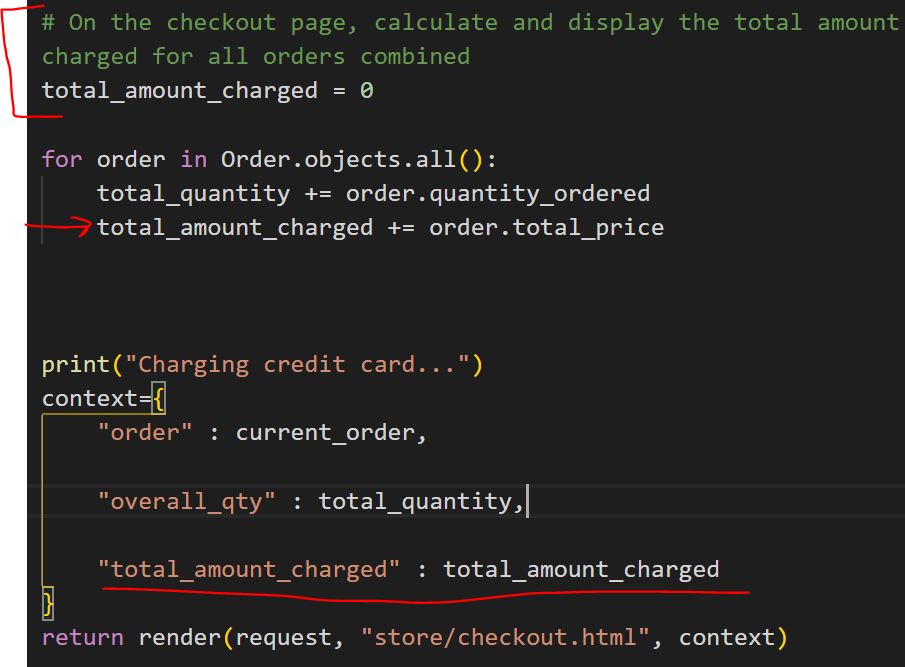 # On the checkout page, calculate and display the total amount
charged for all orders combined
total_amount_charged = 0
for order in Order.objects.all():
total_quantity += order.quantity_ordered
total_amount_charged += order.total_price
print("Charging credit card...")
context={
"order" : current_order,
"overall_qty" : total_quantity,
"total_amount_charged" : total_amount_charged
}
return render(request, "store/checkout.html", context)